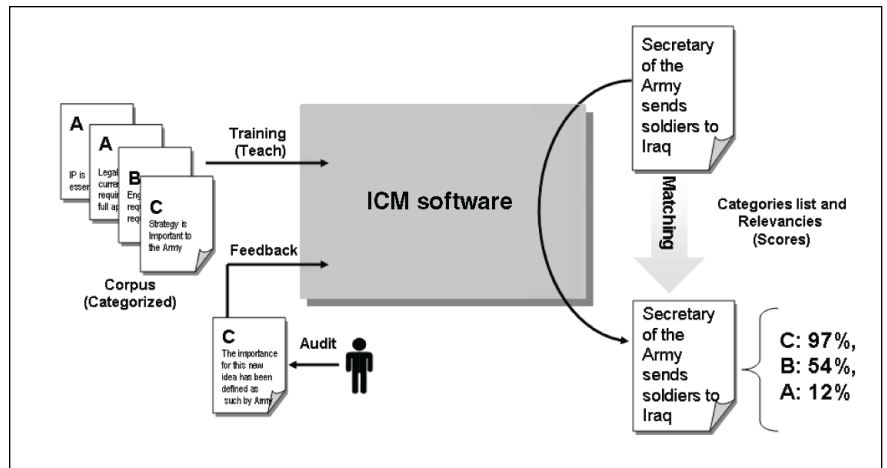 A
IP is
essen
A
Legal
curren
requir
full ap
B
Eng
req
requ
C
Strategy is
Important to
the Army
Corpus
(Categorized)
Training
(Teach)
Feedback
C
The importance
for this new
idea has been
defined as
such by Army
Audit
ICM software
Secretary
of the
Army
sends
soldiers to
Iraq
Matching
Categories list and
Relevancies
(Scores)
Secretary
of the
Army
sends
soldiers to
Iraq
C: 97%,
B: 54%,
A: 12%